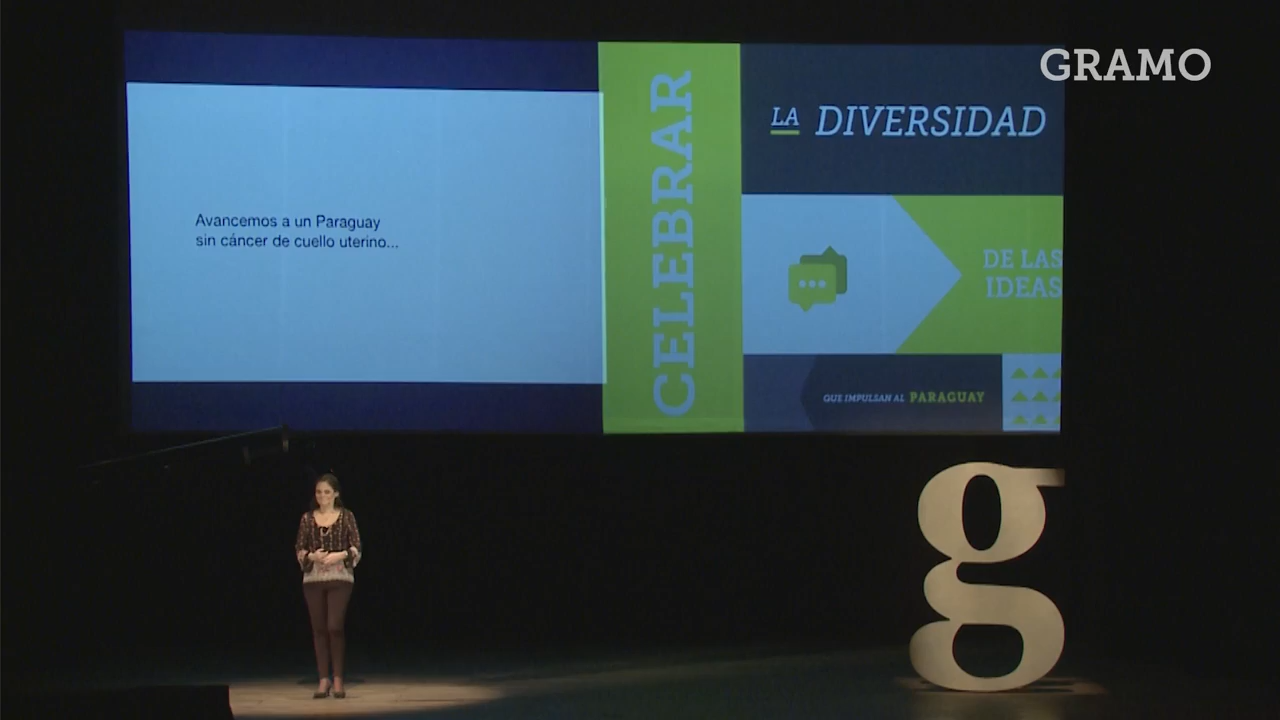 GRAMO
Avancemos a un Paraguay
sin cáncer de cuello uterino...
CELEBRAR
LA DIVERSIDAD
DE LAS
IDEAS
QUE IMPULSAN AL PARAGUAY
g